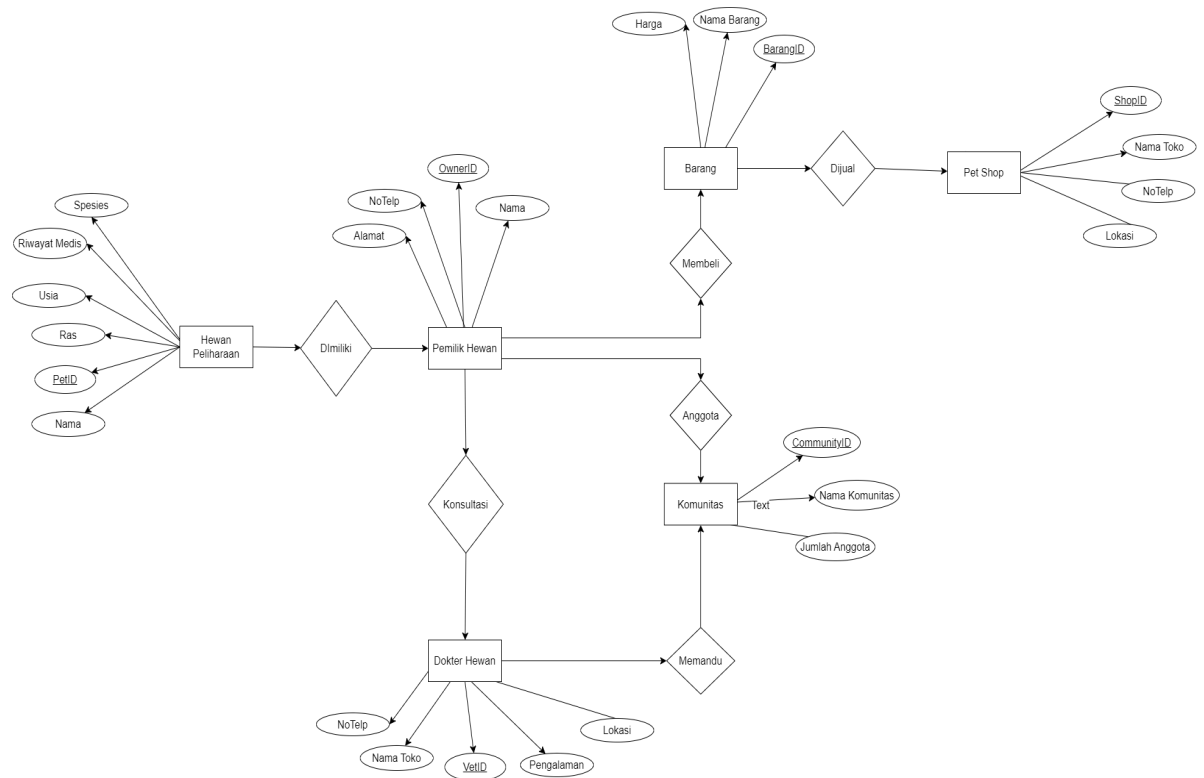 Harga
Nama Barang
BarangID
ShopID
Nama Toko
NoTelp
Lokasi
Barang
Dijual
Pet Shop
OwnerID
NoTelp
Nama
Alamat
Spesies
Riwayat Medis
Usia
Ras
PetID
Nama
Hewan
Peliharaan
DImiliki
Pemilik Hewan
Membeli
Anggota
CommunityID
Komunitas
Text
Nama Komunitas
Jumlah Anggota
Konsultasi
Dokter Hewan
Memandu
NoTelp
Nama Toko
VetID
Pengalaman
Lokasi